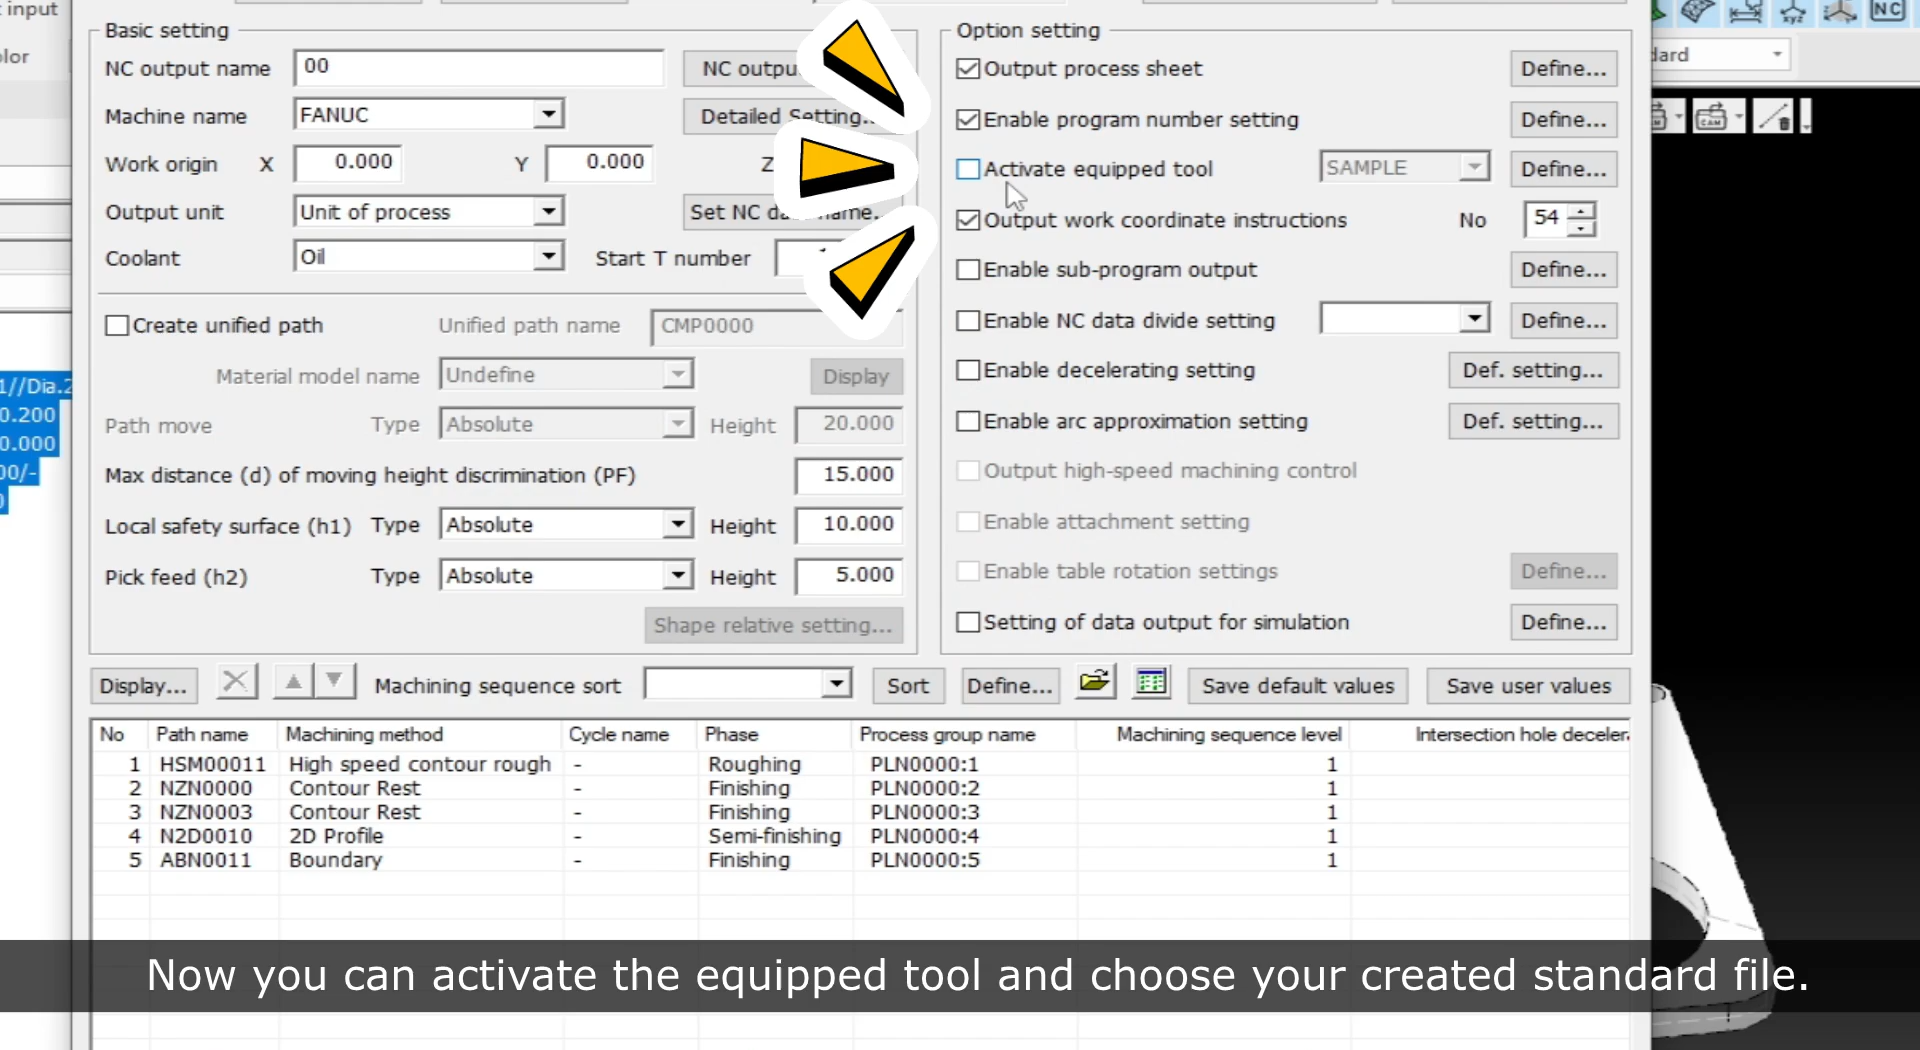 input
lor
NC
dard
Basic setting
NC output name 00
Machine name FANUC Detailed Setting...
Work origin X 0.000 Y 0.000 Z
Output unit Unit of process
Coolant Oil Start T number
Create unified path Unified path name CMP0000
Material model name Undefine Display
Path move Type Absolute Height 20.000
Max distance (d) of moving height discrimination (PF) 15.000
Local safety surface (h1) Type Absolute Height 10.000
Pick feed (h2) Type Absolute Height 5.000
Shape relative setting...
Option setting
Output process sheet Define...
Enable program number setting Define...
Activate equipped tool SAMPLE Define...
Output work coordinate instructions No 54
Enable sub-program output Define...
Enable NC data divide setting Define...
Enable decelerating setting Def. setting...
Enable arc approximation setting Def. setting...
Output high-speed machining control
Enable attachment setting
Enable table rotation settings Define...
Setting of data output for simulation Define...
1//Dia.2
0.200
0.000
00/-
Display... Machining sequence sort Sort Define... Save default values Save user values
No Path name Machining method Cycle name Phase Process group name Machining sequence level Intersection hole deceler
1 HSM00011 High speed contour rough - Roughing PLN0000:1 1
2 NZN0000 Contour Rest - Finishing PLN0000:2 1
3 NZN0003 Contour Rest - Finishing PLN0000:3 1
4 N2D0010 2D Profile - Semi-finishing PLN0000:4 1
5 ABN0011 Boundary - Finishing PLN0000:5 1
Now you can activate the equipped tool and choose your created standard file.